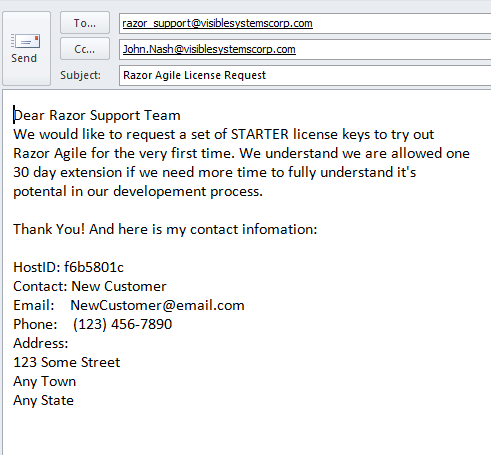 To... razor_support@visiblesystemscorp.com
Send
Cc... John.Nash@visiblesystemscorp.com
Subject: Razor Agile License Request
Dear Razor Support Team
We would like to request a set of STARTER license keys to try out
Razor Agile for the very first time. We understand we are allowed one
30 day extension if we need more time to fully understand it's
potental in our developement process.
Thank You! And here is my contact infomation:
HostID: f6b5801c
Contact: New Customer
Email: NewCustomer@email.com
Phone: (123) 456-7890
Address:
123 Some Street
Any Town
Any State